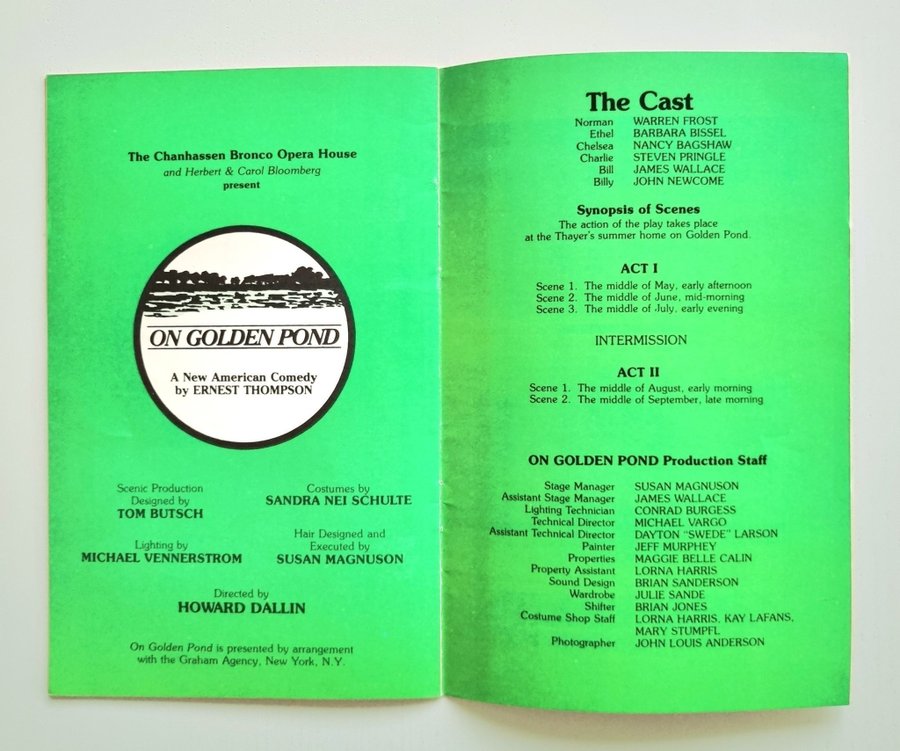 The Chanhassen Bronco Opera House
and Herbert & Carol Bloomberg
present
ON GOLDEN POND
A New American Comedy
by ERNEST THOMPSON
Scenic Production
Designed by
TOM BUTSCH
Costumes by
SANDRA NEI SCHULTE
Lighting by
MICHAEL VENNERSTROM
Hair Designed and
Executed by
SUSAN MAGNUSON
Directed by
HOWARD DALLIN
On Golden Pond is presented by arrangement
with the Graham Agency, New York, N.Y.
The Cast
Norman WARREN FROST
Ethel BARBARA BISSEL
Chelsea NANCY BAGSHAW
Charlie STEVEN PRINGLE
Bill JAMES WALLACE
Billy JOHN NEWCOME
Synopsis of Scenes
The action of the play takes place
at the Thayer's summer home on Golden Pond.
ACT I
Scene 1. The middle of May, early afternoon
Scene 2. The middle of June, mid-morning
Scene 3. The middle of July, early evening
INTERMISSION
ACT II
Scene 1. The middle of August, early morning
Scene 2. The middle of September, late morning
ON GOLDEN POND Production Staff
Stage Manager SUSAN MAGNUSON
Assistant Stage Manager JAMES WALLACE
Lighting Technician CONRAD BURGESS
Technical Director MICHAEL VARGO
Assistant Technical Director DAYTON "SWEDE" LARSON
Painter JEFF MURPHEY
Properties MAGGIE BELLE CALIN
Property Assistant LORNA HARRIS
Sound Design BRIAN SANDERSON
Wardrobe JULIE SANDE
Shifter BRIAN JONES
Costume Shop Staff LORNA HARRIS, KAY LAFANS,
MARY STUMPFL
Photographer JOHN LOUIS ANDERSON